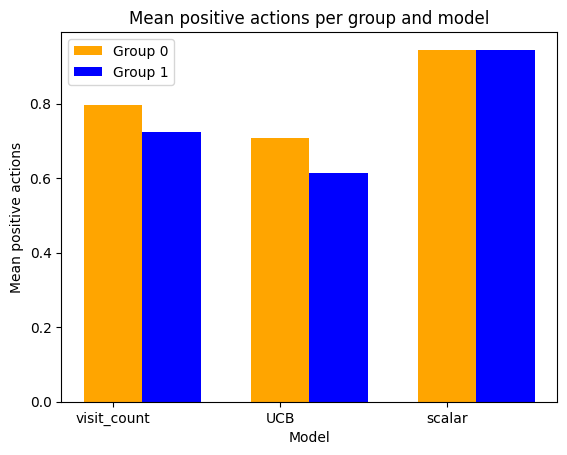 Mean positive actions per group and model
Group 0
Group 1
Mean positive actions
0.8
0.6
0.4
0.2
0.0
visit_count UCB scalar
Model